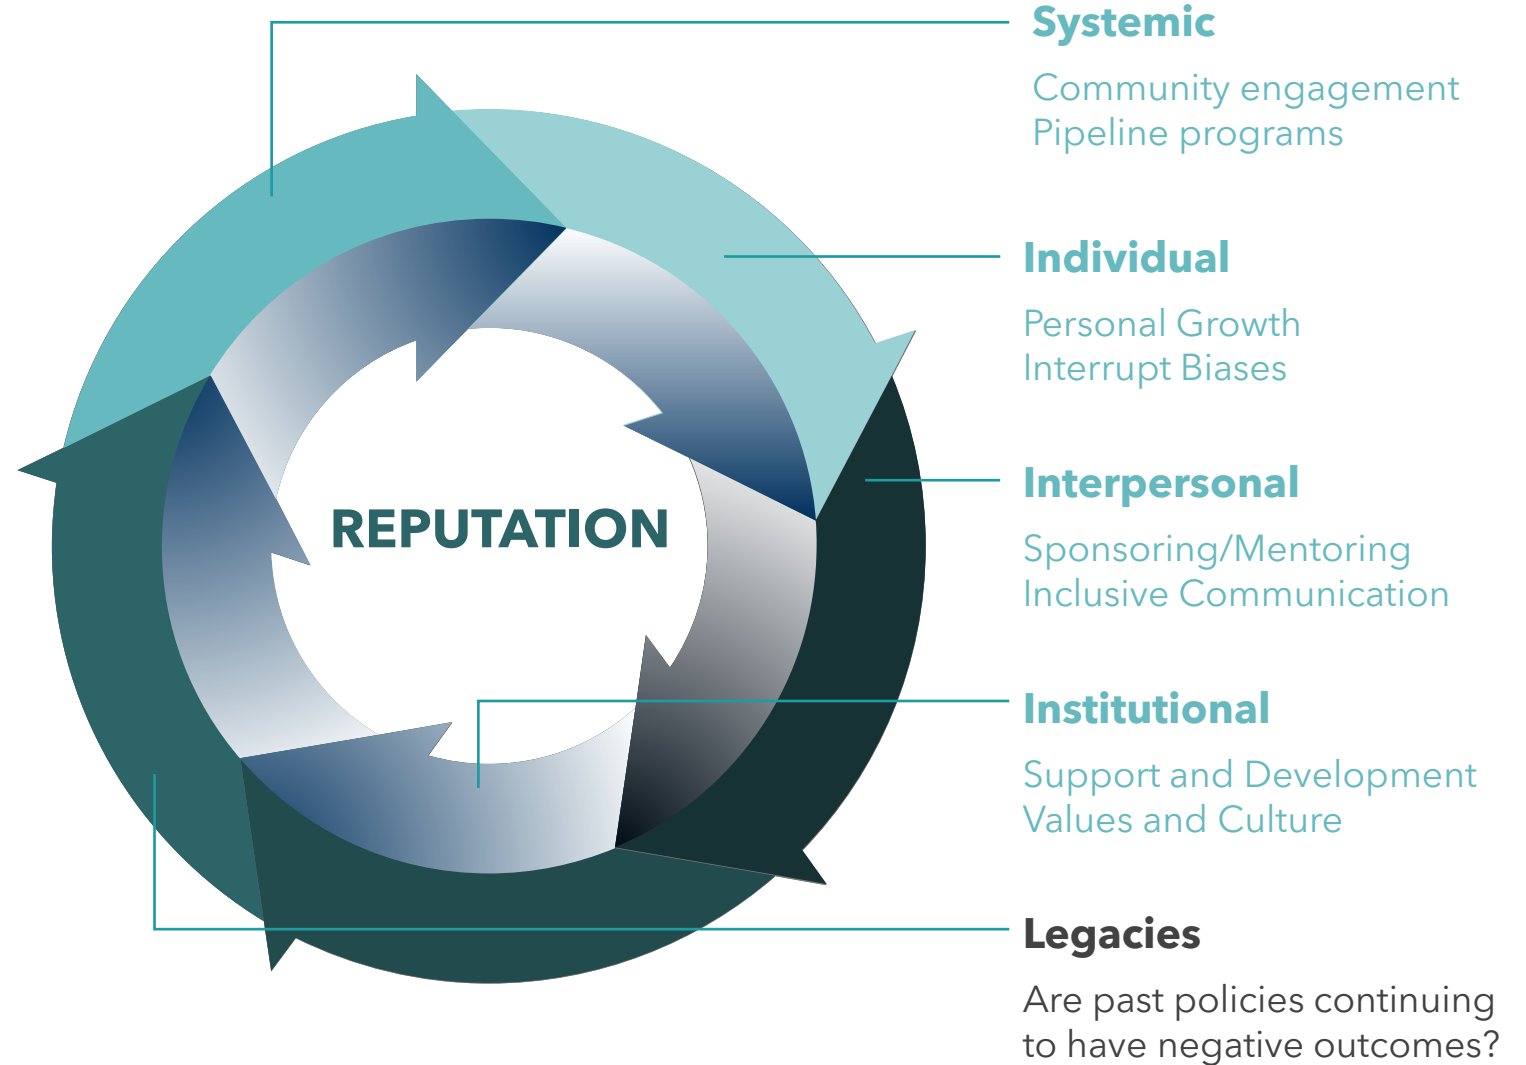 Systemic
Community engagement
Pipeline programs
Individual
Personal Growth
Interrupt Biases
REPUTATION
Interpersonal
Sponsoring/Mentoring
Inclusive Communication
Institutional
Support and Development
Values and Culture
Legacies
Are past policies continuing
to have negative outcomes?